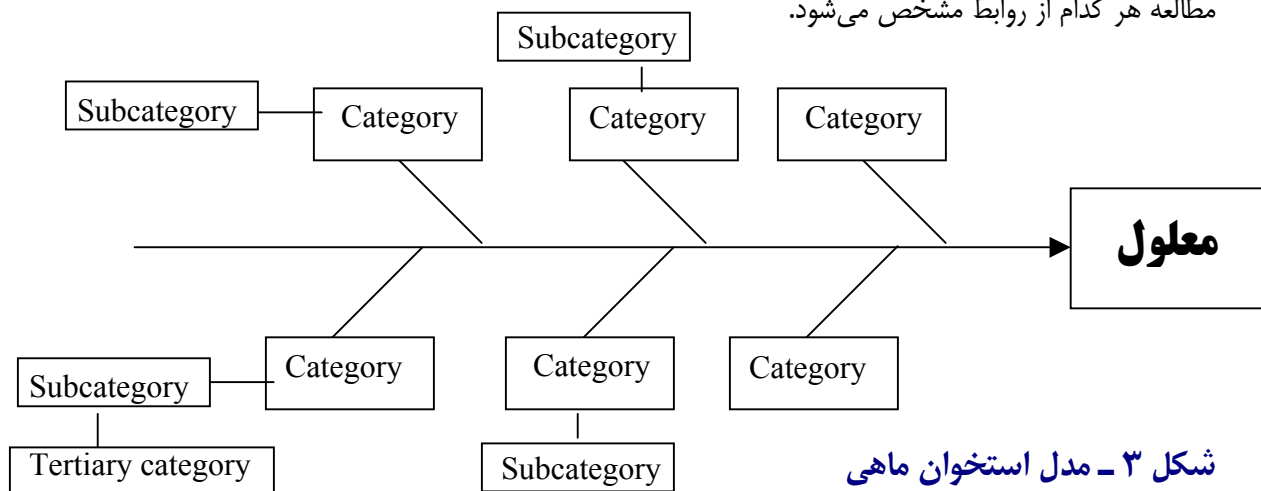 مطالعه هر کدام از روابط مشخص می‌شود.
Subcategory
Subcategory
Category
Category
Category
معلول
Category
Category
Category
Subcategory
Tertiary category
Subcategory
شکل ۳ ـ مدل استخوان ماهی